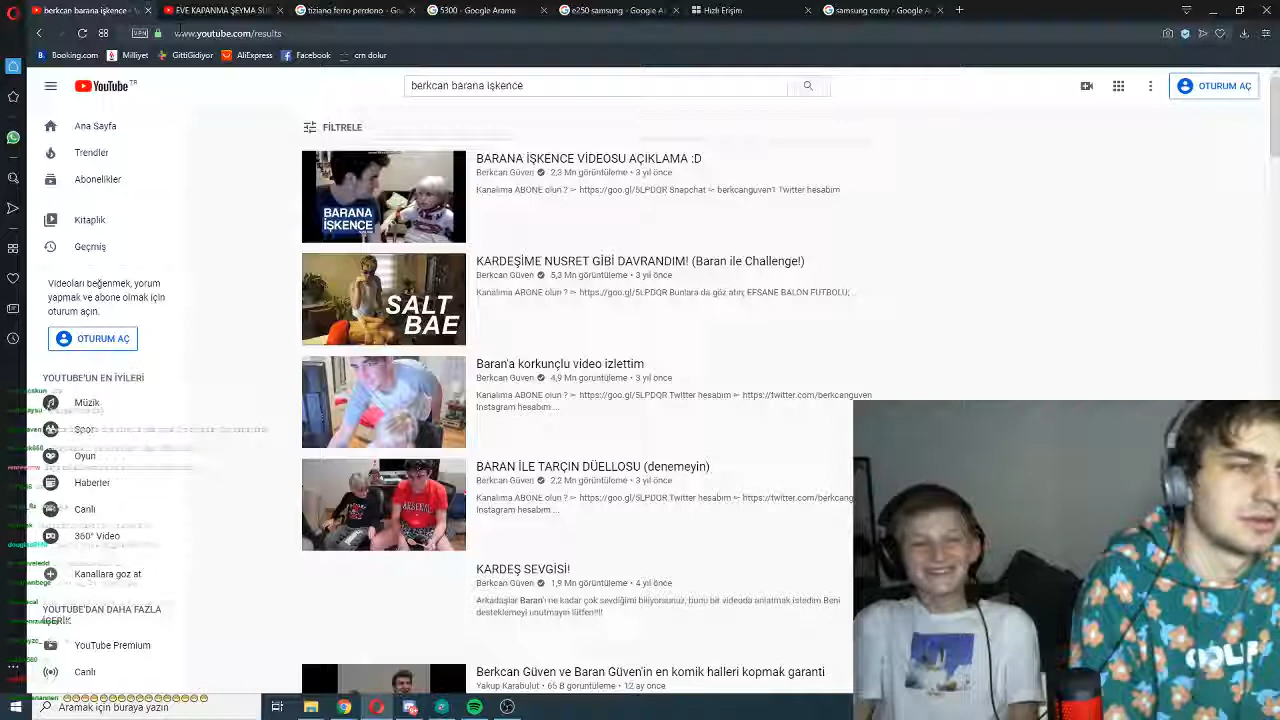 berkcan barana işkence - 
EVE KAPANMA ŞEYMA SU
tiziano ferro perdono - Go
5300 - Google Arama
e250 samsung - Google A
Hızlı Erişim
samsung corby - Google A
VPN
www.youtube.com/results
Booking.com
Milliyet
GittiGidiyor
AliExpress
Facebook
crn dolur
YouTube TR
berkcan barana işkence
OTURUM AÇ
Ana Sayfa
Trendler
Abonelikler
Kitaplık
Geçmiş
Videoları beğenmek, yorum
yapmak ve abone olmak için
oturum açın.
OTURUM AÇ
YOUTUBE'UN EN İYİLERİ
Müzik
Spor
Oyun
Haberler
Canlı
360° Video
Kanallara göz at
YOUTUBE'DAN DAHA FAZLA
İÇERİK
YouTube Premium
Canlı
FİLTRELE
BARANA İŞKENCE VİDEOSU AÇIKLAMA :D
Berkcan Güven 2,3 Mn görüntüleme • 3 yıl önce
Kanalıma ABONE olun ? ➳ https://goo.gl/5LPDQR Snapchat ➳ berkcanguven1 Twitter hesabım
BARANA
İŞKENCE
KARDEŞİME NUSRET GİBİ DAVRANDIM! (Baran ile Challenge!)
Berkcan Güven 5,3 Mn görüntüleme • 3 yıl önce
Kanalıma ABONE olun ? ➳ https://goo.gl/5LPDQR Bunlara da göz atın; EFSANE BALON FUTBOLU; ...
SALT
BAE
Baran'a korkunçlu video izlettim
Berkcan Güven 4,9 Mn görüntüleme • 3 yıl önce
Kanalıma ABONE olun ? ➳ https://goo.gl/5LPDQR Twitter hesabım ➳ https://twitter.com/berkcanguven
Instagram hesabım ...
BARAN İLE TARÇIN DÜELLOSU (denemeyin)
Berkcan Güven 2,2 Mn görüntüleme • 3 yıl önce
Kanalıma ABONE olun ? ➳ https://goo.gl/5LPDQR Twitter hesabım ➳ https://twitter.com/berkcang
Instagram hesabım ...
ARSENAL
KARDEŞ SEVGİSİ!
Berkcan Güven 1,9 Mn görüntüleme • 4 yıl önce
Arkadaşlar Baran'ı ne kadar çok sevdiğimi biliyorsunuz, bunu bir videoda anlatmak istedim Beni
desteklemeyi unutmayın lütfen!!!!
Berkcan Güven ve Baran Güven'in en komik halleri kopmak garanti
Yakup Karabulut • 66 B görüntüleme • 12 ay önce
Aramak için buraya yazın